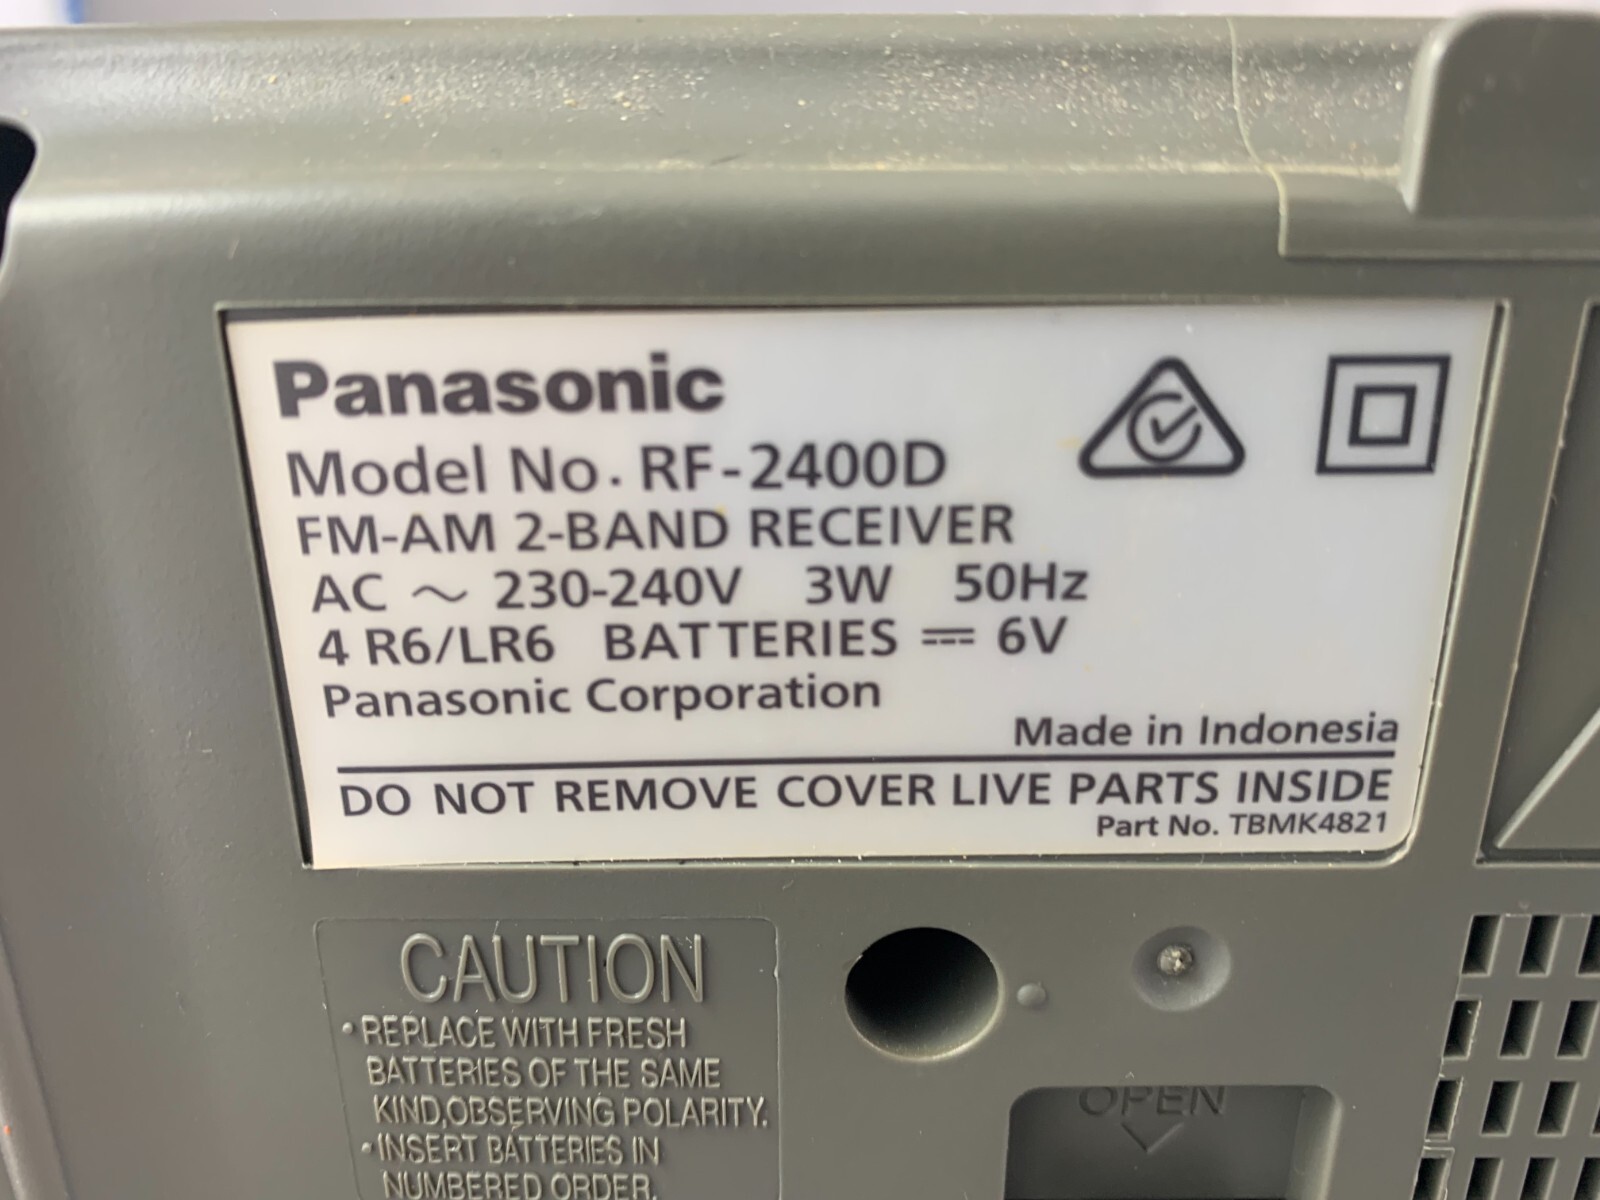 Panasonic
Model No. RF-2400D
FM-AM 2-BAND RECEIVER
AC ~ 230-240V 3W 50Hz
4 R6/LR6 BATTERIES ⎓ 6V
Panasonic Corporation
Made in Indonesia
DO NOT REMOVE COVER LIVE PARTS INSIDE
Part No. TBMK4821
CAUTION
• REPLACE WITH FRESH
BATTERIES OF THE SAME
KIND,OBSERVING POLARITY.
• INSERT BATTERIES IN
NUMBERED ORDER.
OPEN